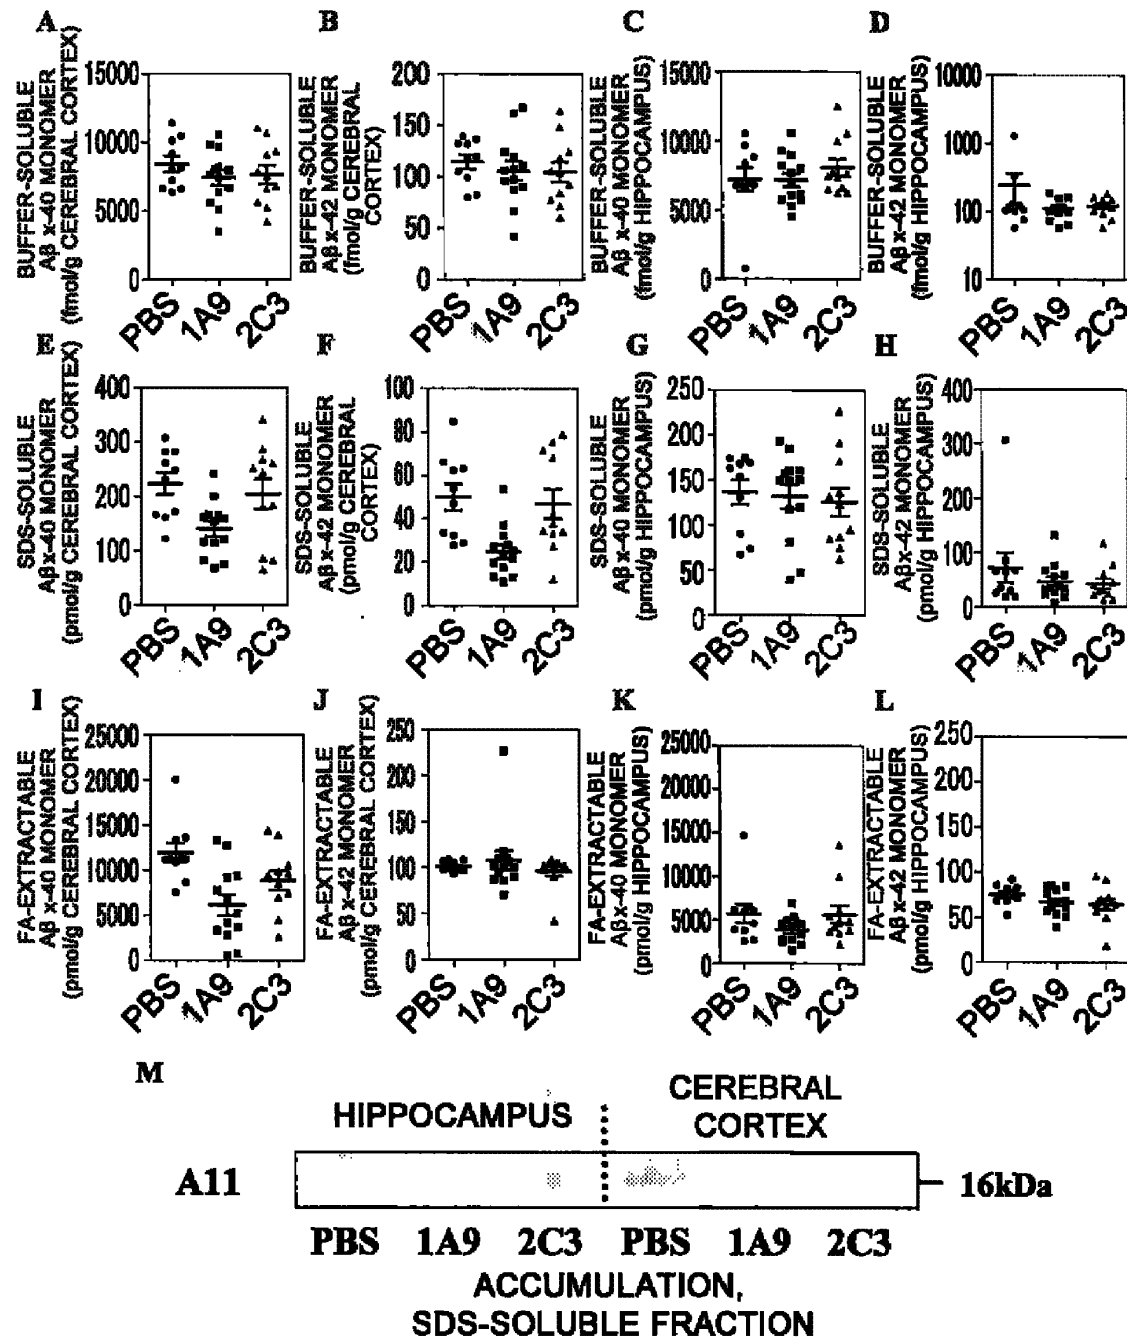 A
BUFFER-SOLUBLE
Aβ x-40 MONOMER
(fmol/g CEREBRAL CORTEX)
15000
10000
5000
0
PBS
1A9
2C3
B
BUFFER-SOLUBLE
Aβ x-42 MONOMER
(fmol/g CEREBRAL
CORTEX)
200
150
100
50
0
PBS
1A9
2C3
C
BUFFER-SOLUBLE
Aβ x-40 MONOMER
(fmol/g HIPPOCAMPUS)
15000
10000
5000
0
PBS
1A9
2C3
D
BUFFER-SOLUBLE
Aβ x-42 MONOMER
(fmol/g HIPPOCAMPUS)
10000
1000
100
10
PBS
1A9
2C3
E
SDS-SOLUBLE
Aβ x-40 MONOMER
(pmol/g CEREBRAL CORTEX)
400
300
200
100
0
PBS
1A9
2C3
F
SDS-SOLUBLE
Aβ x-42 MONOMER
(pmol/g CEREBRAL
CORTEX)
100
80
60
40
20
0
PBS
1A9
2C3
G
SDS-SOLUBLE
Aβ x-40 MONOMER
(pmol/g HIPPOCAMPUS)
250
200
150
100
50
0
PBS
1A9
2C3
H
SDS-SOLUBLE
Aβ x-42 MONOMER
(pmol/g HIPPOCAMPUS)
400
300
200
100
0
PBS
1A9
2C3
I
FA-EXTRACTABLE
Aβ x-40 MONOMER
(pmol/g CEREBRAL CORTEX)
25000
20000
15000
10000
5000
0
PBS
1A9
2C3
J
FA-EXTRACTABLE
Aβ x-42 MONOMER
(pmol/g CEREBRAL CORTEX)
250
200
150
100
50
0
PBS
1A9
2C3
K
FA-EXTRACTABLE
Aβ x-40 MONOMER
(pmol/g HIPPOCAMPUS)
25000
20000
15000
10000
5000
0
PBS
1A9
2C3
L
FA-EXTRACTABLE
Aβ x-42 MONOMER
(pmol/g HIPPOCAMPUS)
250
200
150
100
50
0
PBS
1A9
2C3
M
HIPPOCAMPUS
CEREBRAL
CORTEX
A11
16kDa
PBS 1A9 2C3 PBS 1A9 2C3
ACCUMULATION,
SDS-SOLUBLE FRACTION